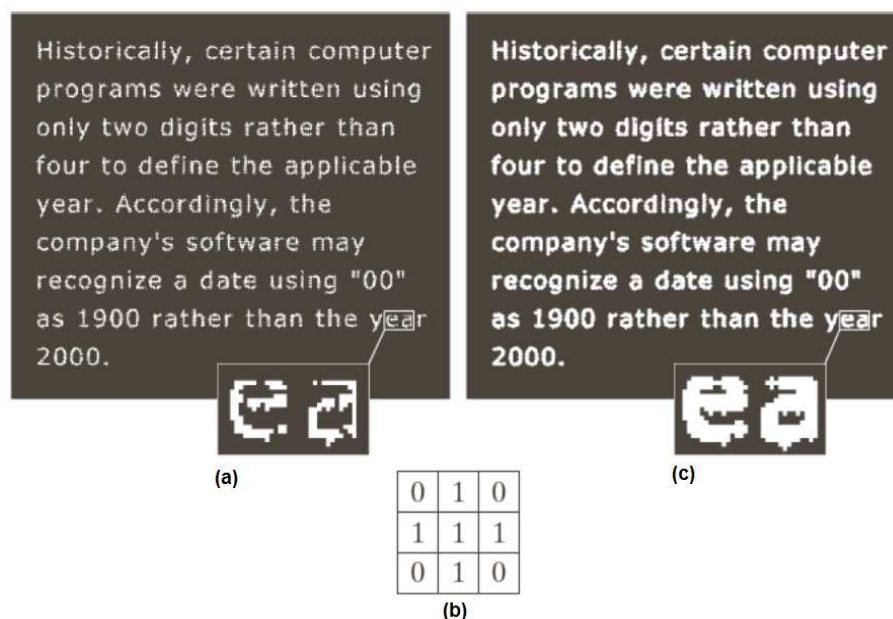 Historically, certain computer
programs were written using
only two digits rather than
four to define the applicable
year. Accordingly, the
company's software may
recognize a date using "00"
as 1900 rather than the year
2000.
e a
(a)
Historically, certain computer
programs were written using
only two digits rather than
four to define the applicable
year. Accordingly, the
company's software may
recognize a date using "00"
as 1900 rather than the year
2000.
e a
(c)
0 1 0
1 1 1
0 1 0
(b)